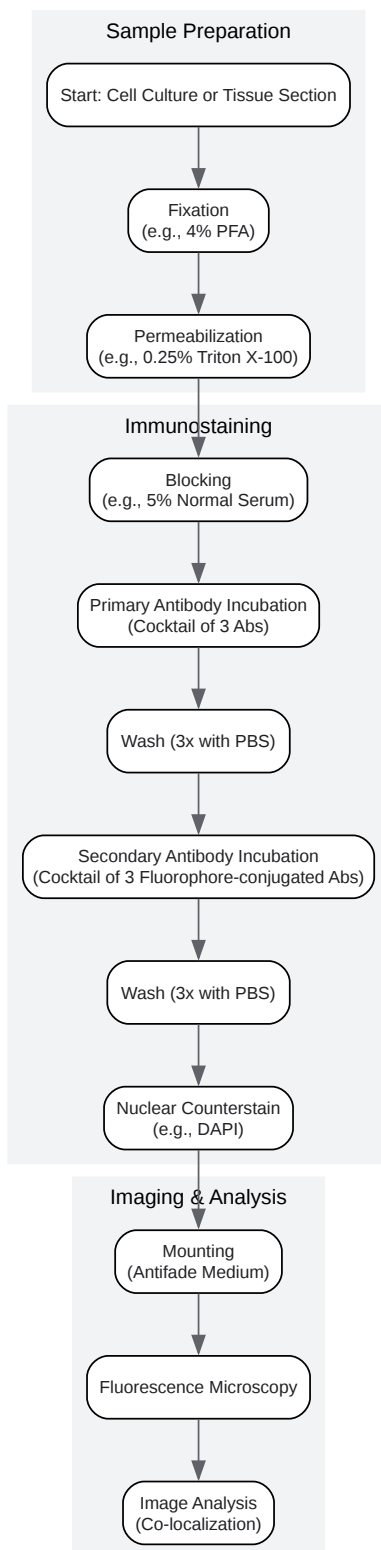 Sample Preparation
Start: Cell Culture or Tissue Section
Fixation
(e.g., 4% PFA)
Permeabilization
(e.g., 0.25% Triton X-100)
Immunostaining
Blocking
(e.g., 5% Normal Serum)
Primary Antibody Incubation
(Cocktail of 3 Abs)
Wash (3x with PBS)
Secondary Antibody Incubation
(Cocktail of 3 Fluorophore-conjugated Abs)
Wash (3x with PBS)
Nuclear Counterstain
(e.g., DAPI)
Imaging & Analysis
Mounting
(Antifade Medium)
Fluorescence Microscopy
Image Analysis
(Co-localization)